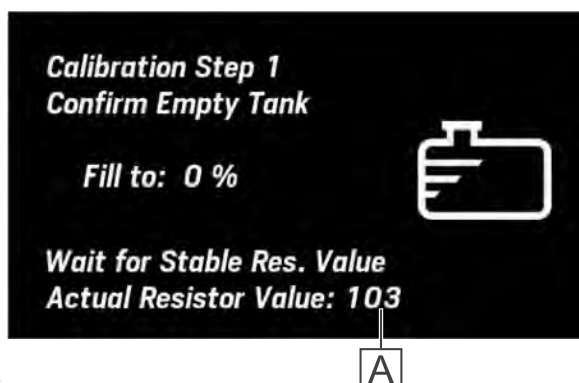 Calibration Step 1
Confirm Empty Tank
Fill to: 0 %
Wait for Stable Res. Value
Actual Resistor Value: 103
A